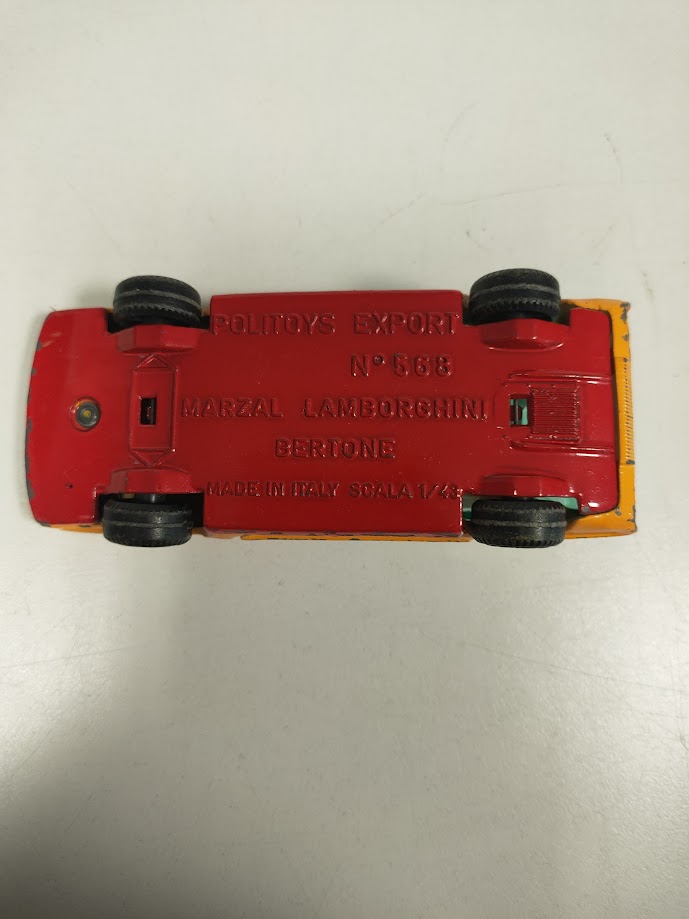 POLITOYS EXPORT
N° 568
MARZAL LAMBORGHINI
BERTONE
MADE IN ITALY SCALA 1/43